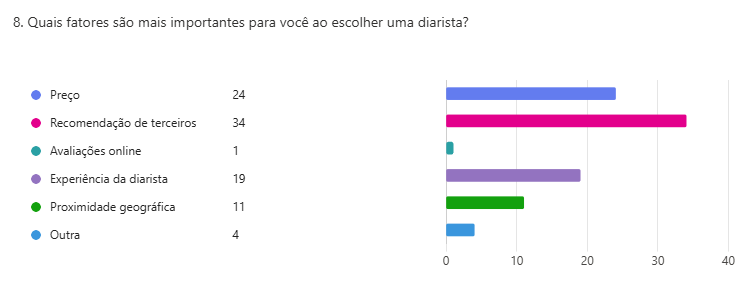 8. Quais fatores são mais importantes para você ao escolher uma diarista?
Preço 24
Recomendação de terceiros 34
Avaliações online 1
Experiência da diarista 19
Proximidade geográfica 11
Outra 4
0 10 20 30 40